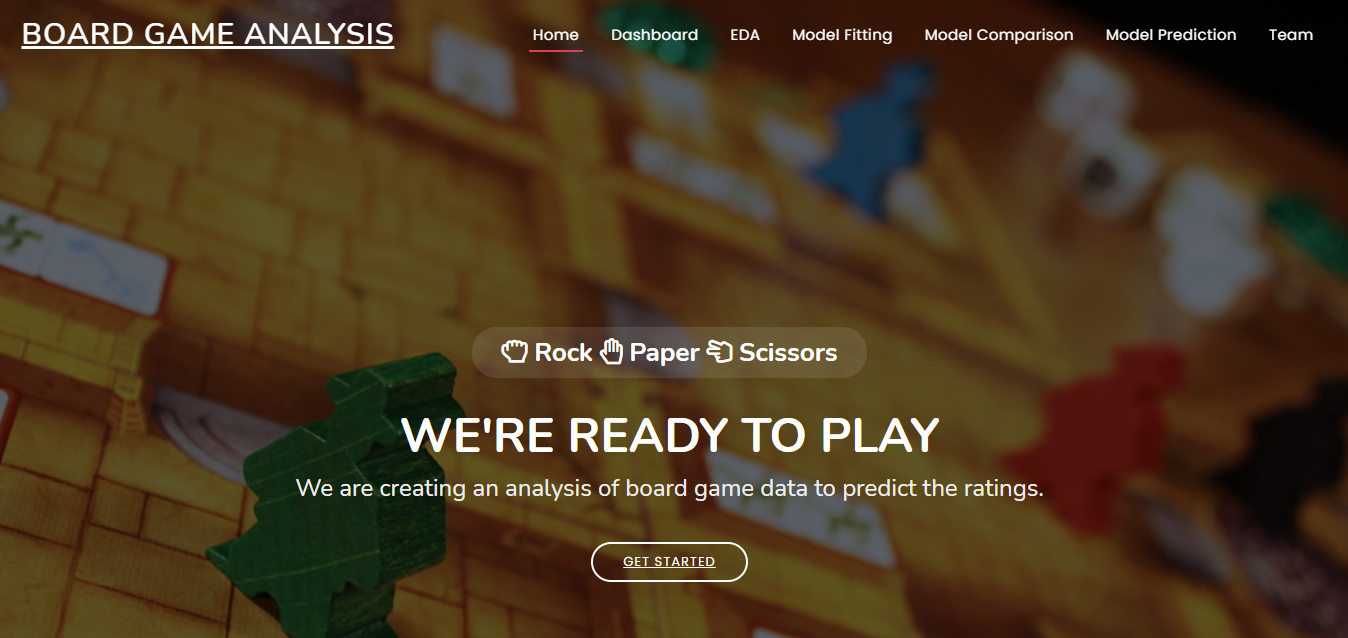 BOARD GAME ANALYSIS
Home Dashboard EDA Model Fitting Model Comparison Model Prediction Team
Rock Paper Scissors
WE'RE READY TO PLAY
We are creating an analysis of board game data to predict the ratings.
GET STARTED